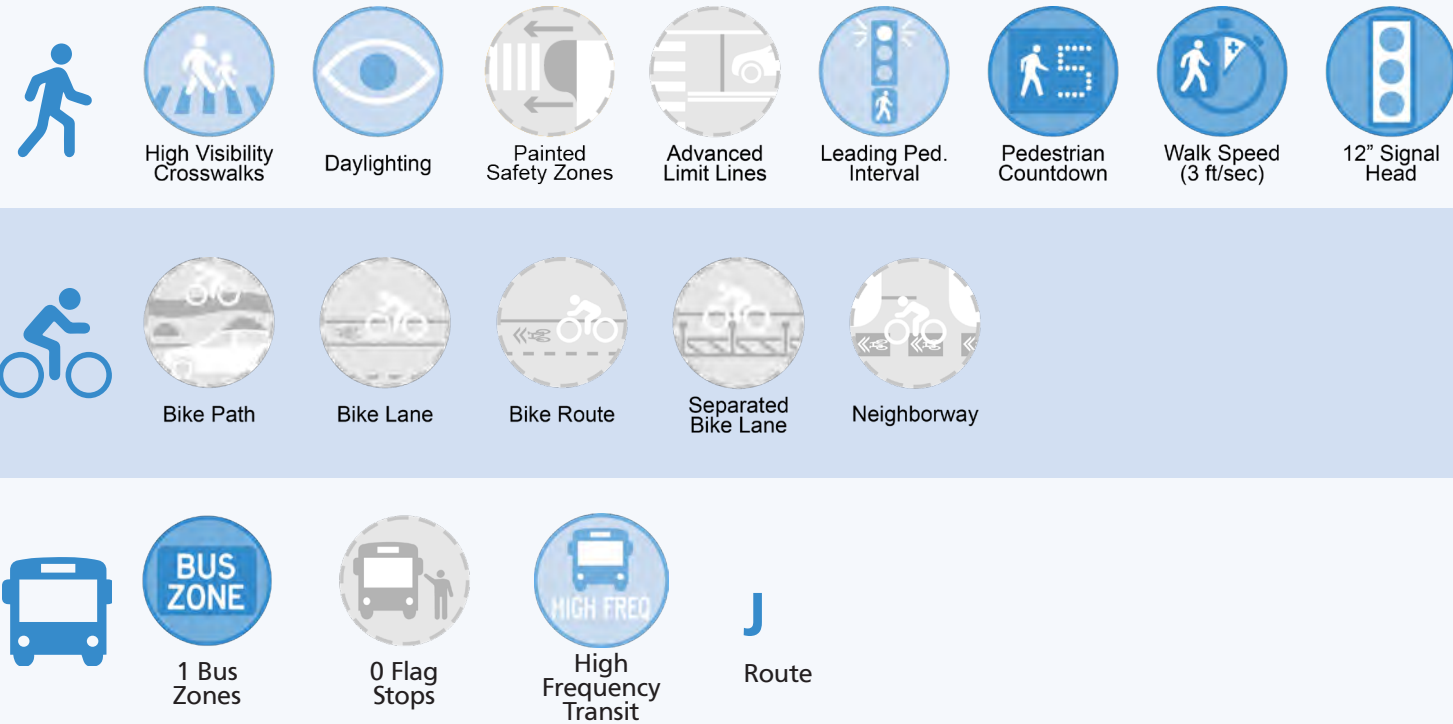 5
High Visibility
Crosswalks
Daylighting
Painted
Safety Zones
Advanced
Limit Lines
Leading Ped.
Interval
Pedestrian
Countdown
Walk Speed
(3 ft/sec)
12” Signal
Head
Bike Path
Bike Lane
Bike Route
Separated
Bike Lane
Neighborway
BUS
ZONE
1 Bus
Zones
0 Flag
Stops
HIGH FREQ
High
Frequency
Transit
J
Route